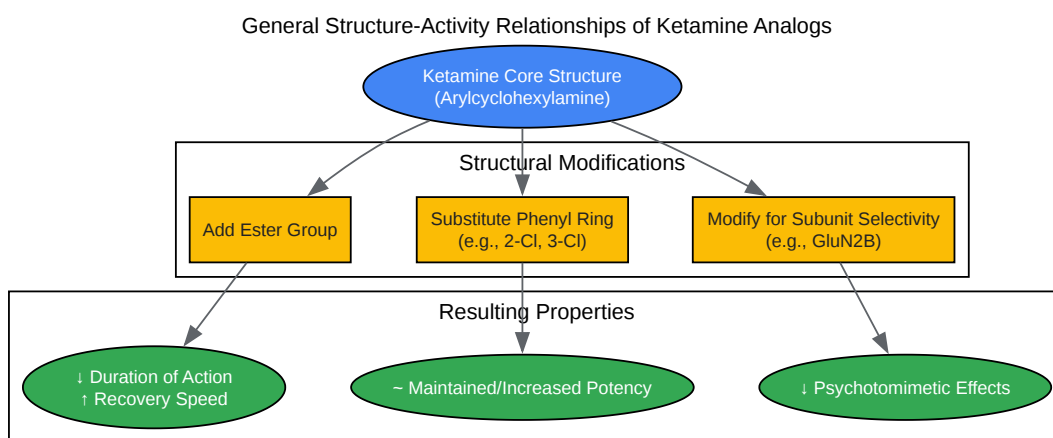 General Structure-Activity Relationships of Ketamine Analogs
Ketamine Core Structure
(Arylcyclohexylamine)
Structural Modifications
Add Ester Group
Substitute Phenyl Ring
(e.g., 2-Cl, 3-Cl)
Modify for Subunit Selectivity
(e.g., GluN2B)
Resulting Properties
↓ Duration of Action
↑ Recovery Speed
~ Maintained/Increased Potency
↓ Psychotomimetic Effects